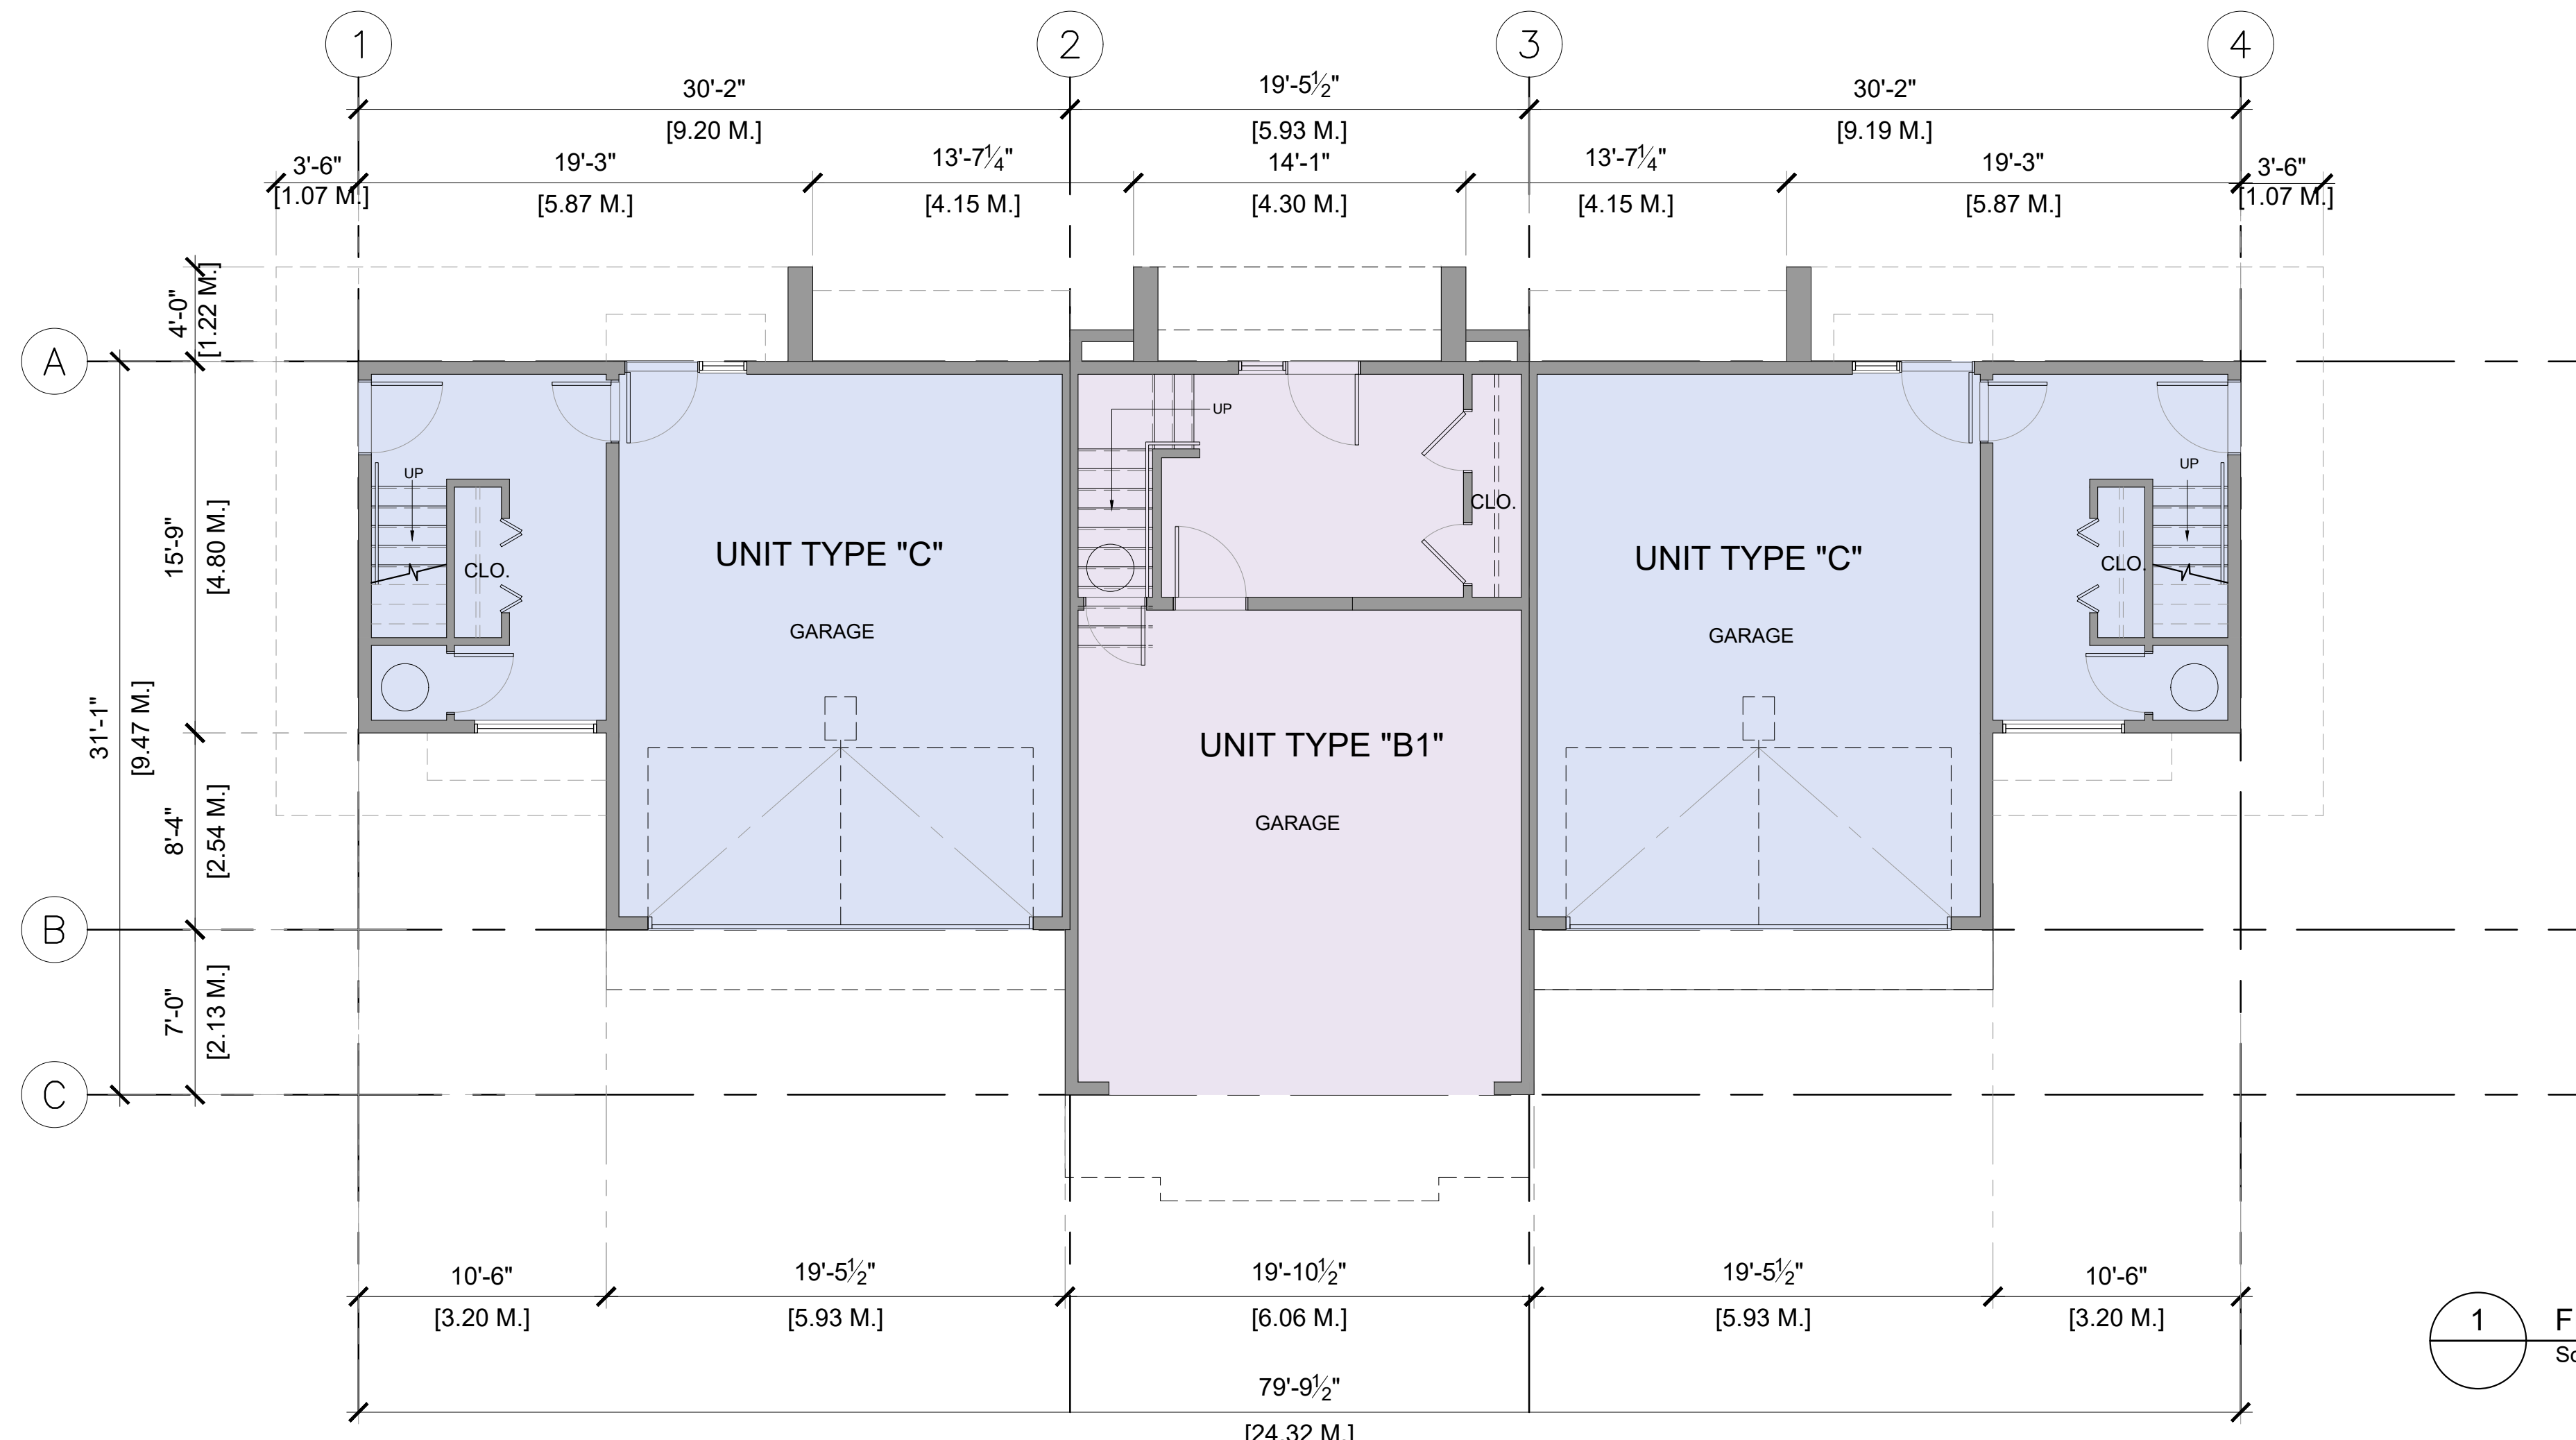 1
2
3
4
30'-2"
19'-5½"
30'-2"
[9.20 M.]
[5.93 M.]
[9.19 M.]
3'-6"
19'-3"
13'-7¼"
14'-1"
13'-7¼"
19'-3"
3'-6"
[1.07 M.]
[5.87 M.]
[4.15 M.]
[4.30 M.]
[4.15 M.]
[5.87 M.]
[1.07 M.]
4'-0"
[1.22 M.]
A
UP
UP
UP
CLO.
CLO.
CLO.
15'-9"
[4.80 M.]
UNIT TYPE "C"
UNIT TYPE "C"
GARAGE
GARAGE
31'-1"
[9.47 M.]
UNIT TYPE "B1"
GARAGE
8'-4"
[2.54 M.]
B
7'-0"
[2.13 M.]
C
10'-6"
19'-5½"
19'-10½"
19'-5½"
10'-6"
[3.20 M.]
[5.93 M.]
[6.06 M.]
[5.93 M.]
[3.20 M.]
1
F
79'-9½"
[24.32 M.]